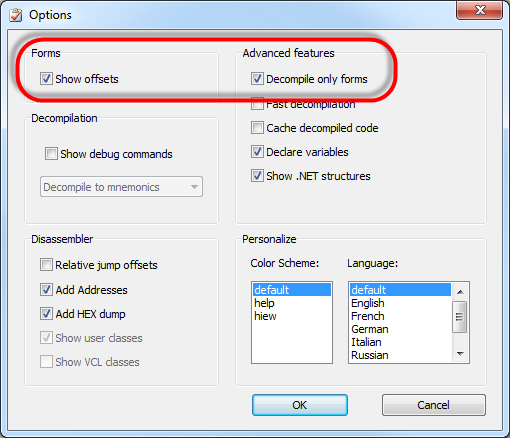 Options
Forms
Show offsets
Advanced features
Decompile only forms
Fast decompilation
Cache decompiled code
Declare variables
Show .NET structures
Decompilation
Show debug commands
Decompile to mnemonics
Disassembler
Relative jump offsets
Add Addresses
Add HEX dump
Show user classes
Show VCL classes
Personalize
Color Scheme:
default
help
hiew
Language:
default
English
French
German
Italian
Russian
OK
Cancel